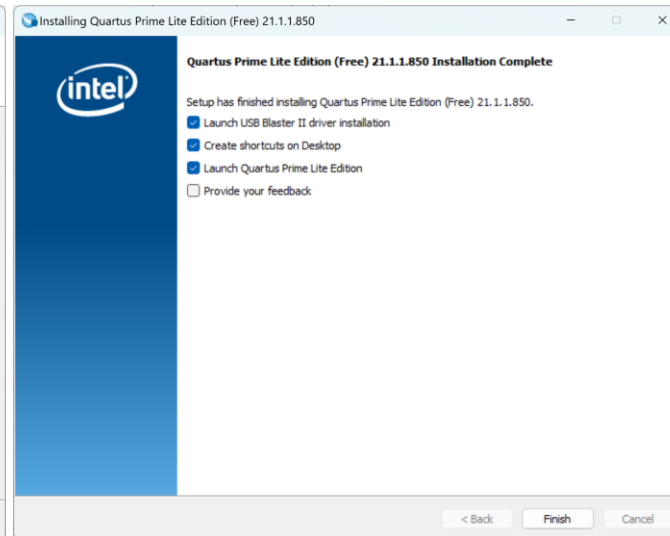 Installing Quartus Prime Lite Edition (Free) 21.1.1.850
intel
Quartus Prime Lite Edition (Free) 21.1.1.850 Installation Complete
Setup has finished installing Quartus Prime Lite Edition (Free) 21.1.1.850.
Launch USB Blaster II driver installation
Create shortcuts on Desktop
Launch Quartus Prime Lite Edition
Provide your feedback
< Back Finish Cancel